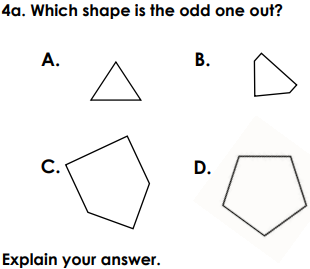 4a. Which shape is the odd one out?
A.
B.
C.
D.
Explain your answer.